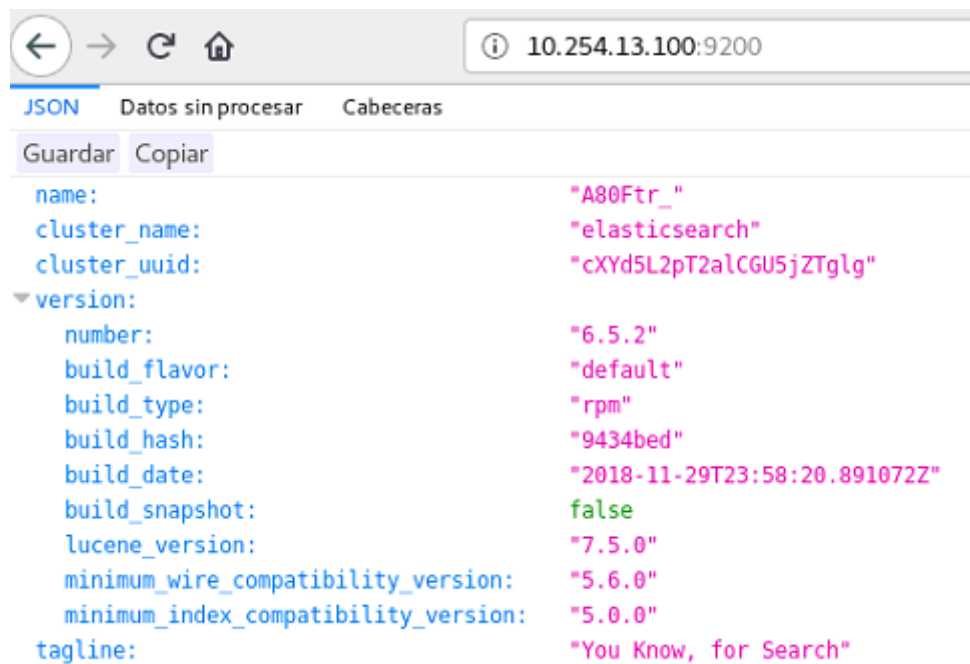 10.254.13.100:9200
JSON Datos sin procesar Cabeceras
Guardar Copiar
name: "A80Ftr_"
cluster_name: "elasticsearch"
cluster_uuid: "cXYd5L2pT2alCGU5jZTglg"
version:
number: "6.5.2"
build_flavor: "default"
build_type: "rpm"
build_hash: "9434bed"
build_date: "2018-11-29T23:58:20.891072Z"
build_snapshot: false
lucene_version: "7.5.0"
minimum_wire_compatibility_version: "5.6.0"
minimum_index_compatibility_version: "5.0.0"
tagline: "You Know, for Search"